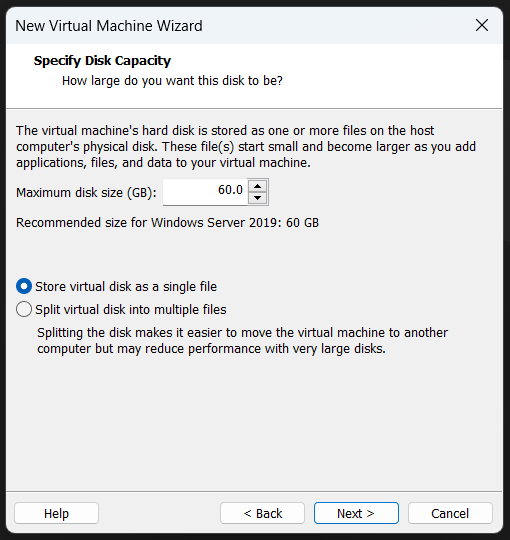 New Virtual Machine Wizard
Specify Disk Capacity
How large do you want this disk to be?
The virtual machine's hard disk is stored as one or more files on the host
computer's physical disk. These file(s) start small and become larger as you add
applications, files, and data to your virtual machine.
Maximum disk size (GB): 60.0
Recommended size for Windows Server 2019: 60 GB
Store virtual disk as a single file
Split virtual disk into multiple files
Splitting the disk makes it easier to move the virtual machine to another
computer but may reduce performance with very large disks.
Help < Back Next > Cancel